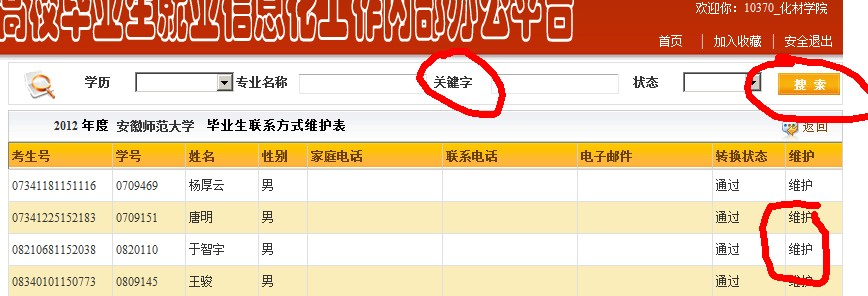 高校毕业生就业信息化工作内部办公平台
欢迎你：10370_化材学院
首页 | 加入收藏 | 安全退出
学历 专业名称 关键字 状态 搜 索
2012 年度 安徽师范大学 毕业生联系方式维护表 返回
考生号 学号 姓名 性别 家庭电话 联系电话 电子邮件 转换状态 维护
07341181151116 0709469 杨厚云 男 通过 维护
07341225152183 0709151 唐明 男 通过 维护
08210681152038 0820110 于智宇 男 通过 维护
08340101150773 0809145 王骏 男 通过 维护